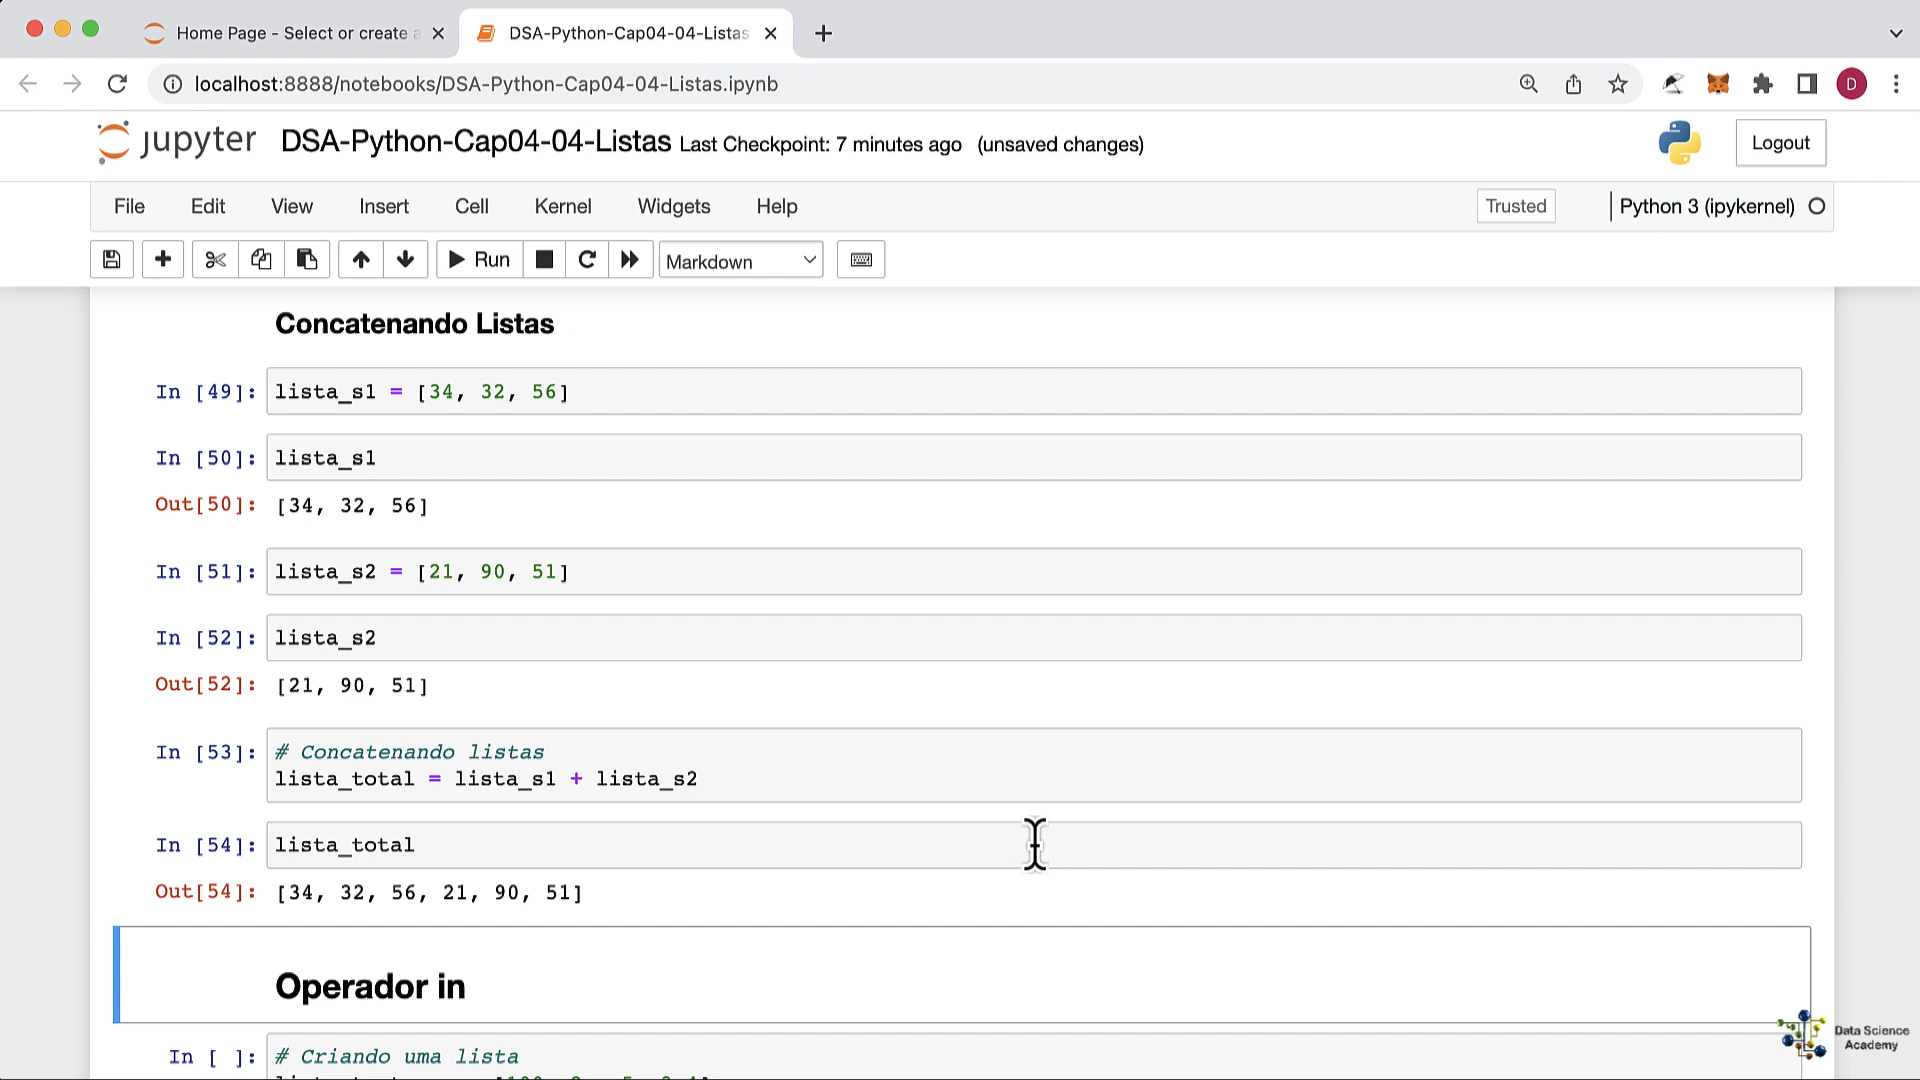 Home Page - Select or create a
DSA-Python-Cap04-04-Listas
localhost:8888/notebooks/DSA-Python-Cap04-04-Listas.ipynb
D
jupyter DSA-Python-Cap04-04-Listas Last Checkpoint: 7 minutes ago (unsaved changes)
Logout
File Edit View Insert Cell Kernel Widgets Help
Trusted
Python 3 (ipykernel)
Run
Markdown
Concatenando Listas
In [49]: lista_s1 = [34, 32, 56]
In [50]: lista_s1
Out[50]: [34, 32, 56]
In [51]: lista_s2 = [21, 90, 51]
In [52]: lista_s2
Out[52]: [21, 90, 51]
In [53]: # Concatenando listas
lista_total = lista_s1 + lista_s2
In [54]: lista_total
Out[54]: [34, 32, 56, 21, 90, 51]
Operador in
In [ ]: # Criando uma lista
Data Science
Academy